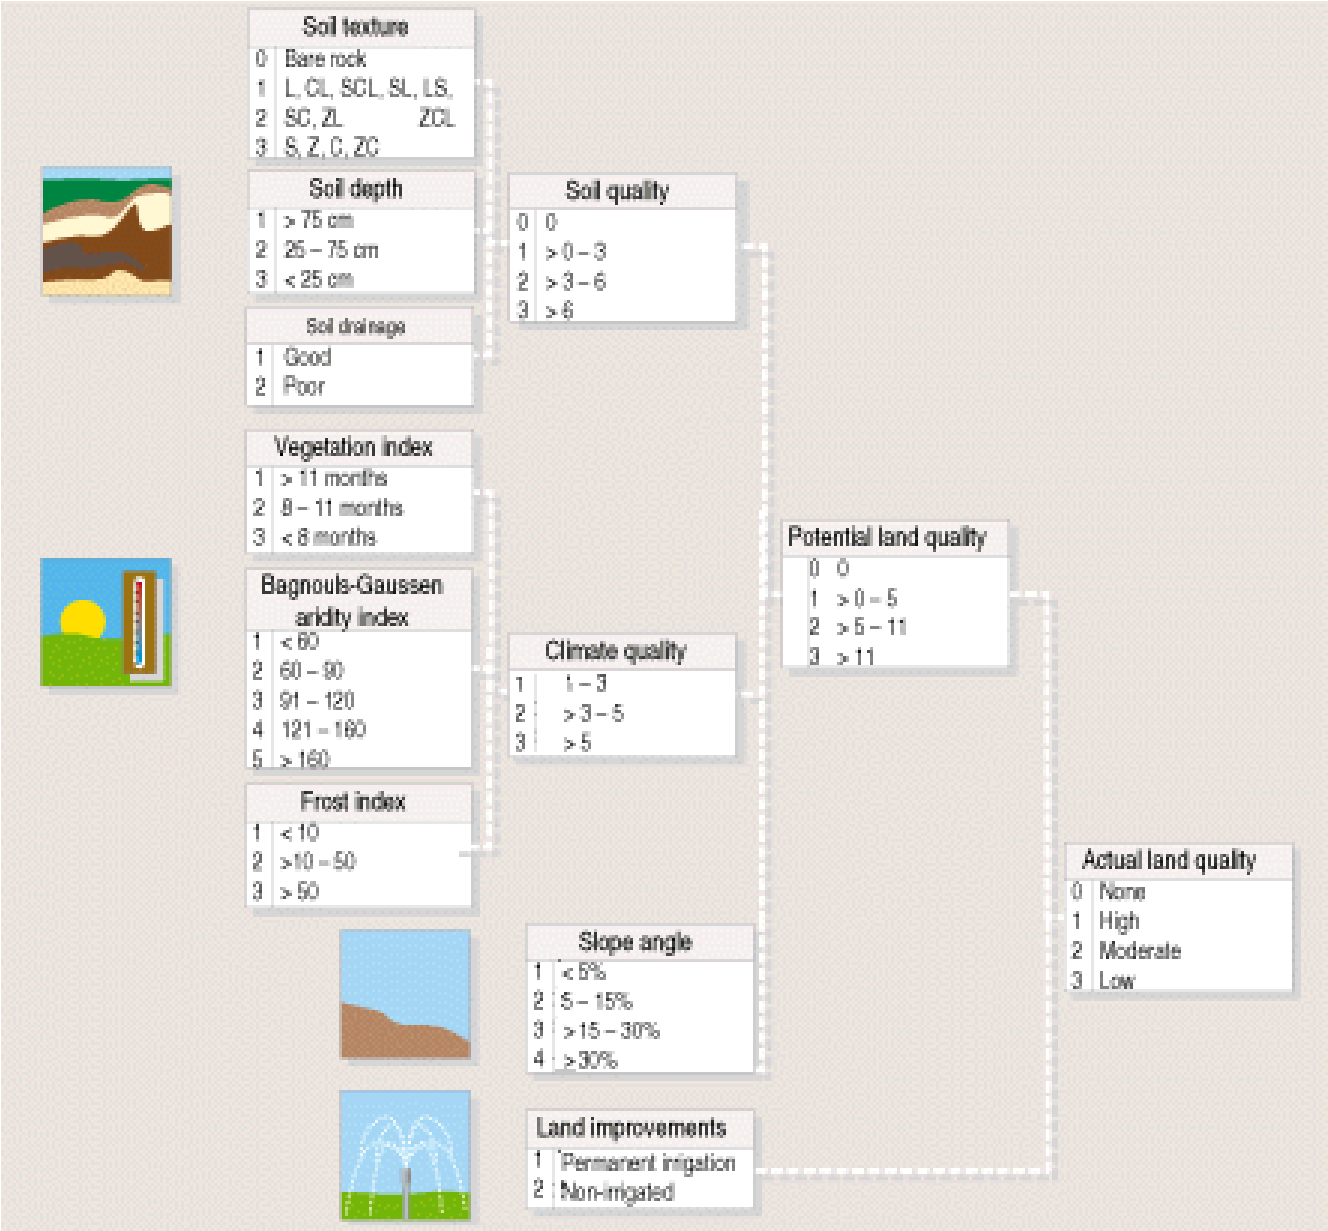 Soil texture
0 Bare rock
1 L, CL, SCL, SL, LS,
2 SC, ZL ZCL
3 S, Z, C, ZC
Soil depth
1 > 75 cm
2 25 – 75 cm
3 < 25 cm
Soil drainage
1 Good
2 Poor
Soil quality
0 0
1 > 0 – 3
2 > 3 – 6
3 > 6
Vegetation index
1 > 11 months
2 8 – 11 months
3 < 8 months
Bagnouls-Gaussen
aridity index
1 < 60
2 60 – 90
3 91 – 120
4 121 – 160
5 > 160
Frost index
1 < 10
2 >10 – 50
3 > 50
Climate quality
1 1 – 3
2 > 3 – 5
3 > 5
Potential land quality
0 0
1 > 0 – 5
2 > 5 – 11
3 > 11
Slope angle
1 < 5%
2 5 – 15%
3 > 15 – 30%
4 > 30%
Land improvements
1 Permanent irrigation
2 Non-irrigated
Actual land quality
0 None
1 High
2 Moderate
3 Low